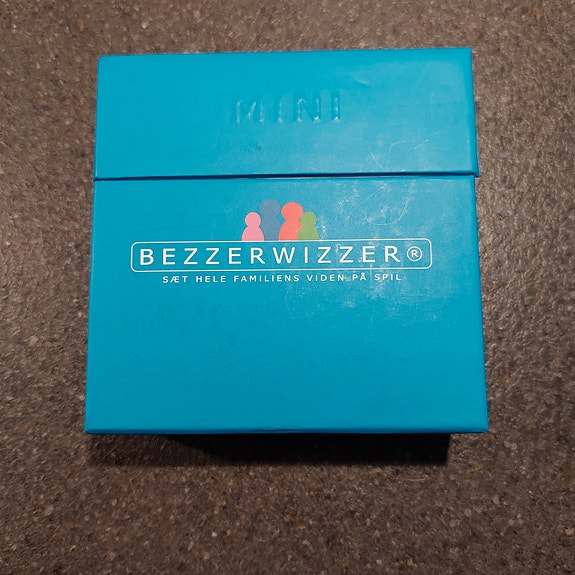 MINI
BEZZERWIZZER®
SÆT HELE FAMILIENS VIDEN PÅ SPIL